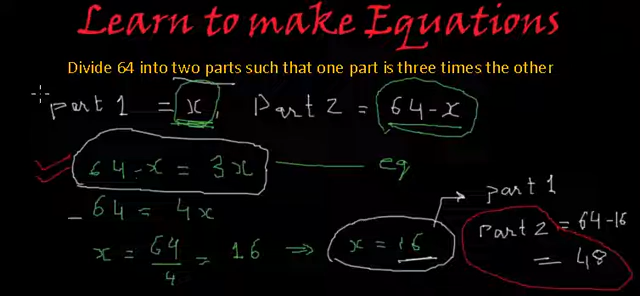 Learn to make Equations
Divide 64 into two parts such that one part is three times the other
part 1 = x, Part 2 = 64-x
64-x = 3x eq
64 = 4x
x = 64/4 = 16 ⇒ x = 16
part 1
Part 2 = 64-16
= 48